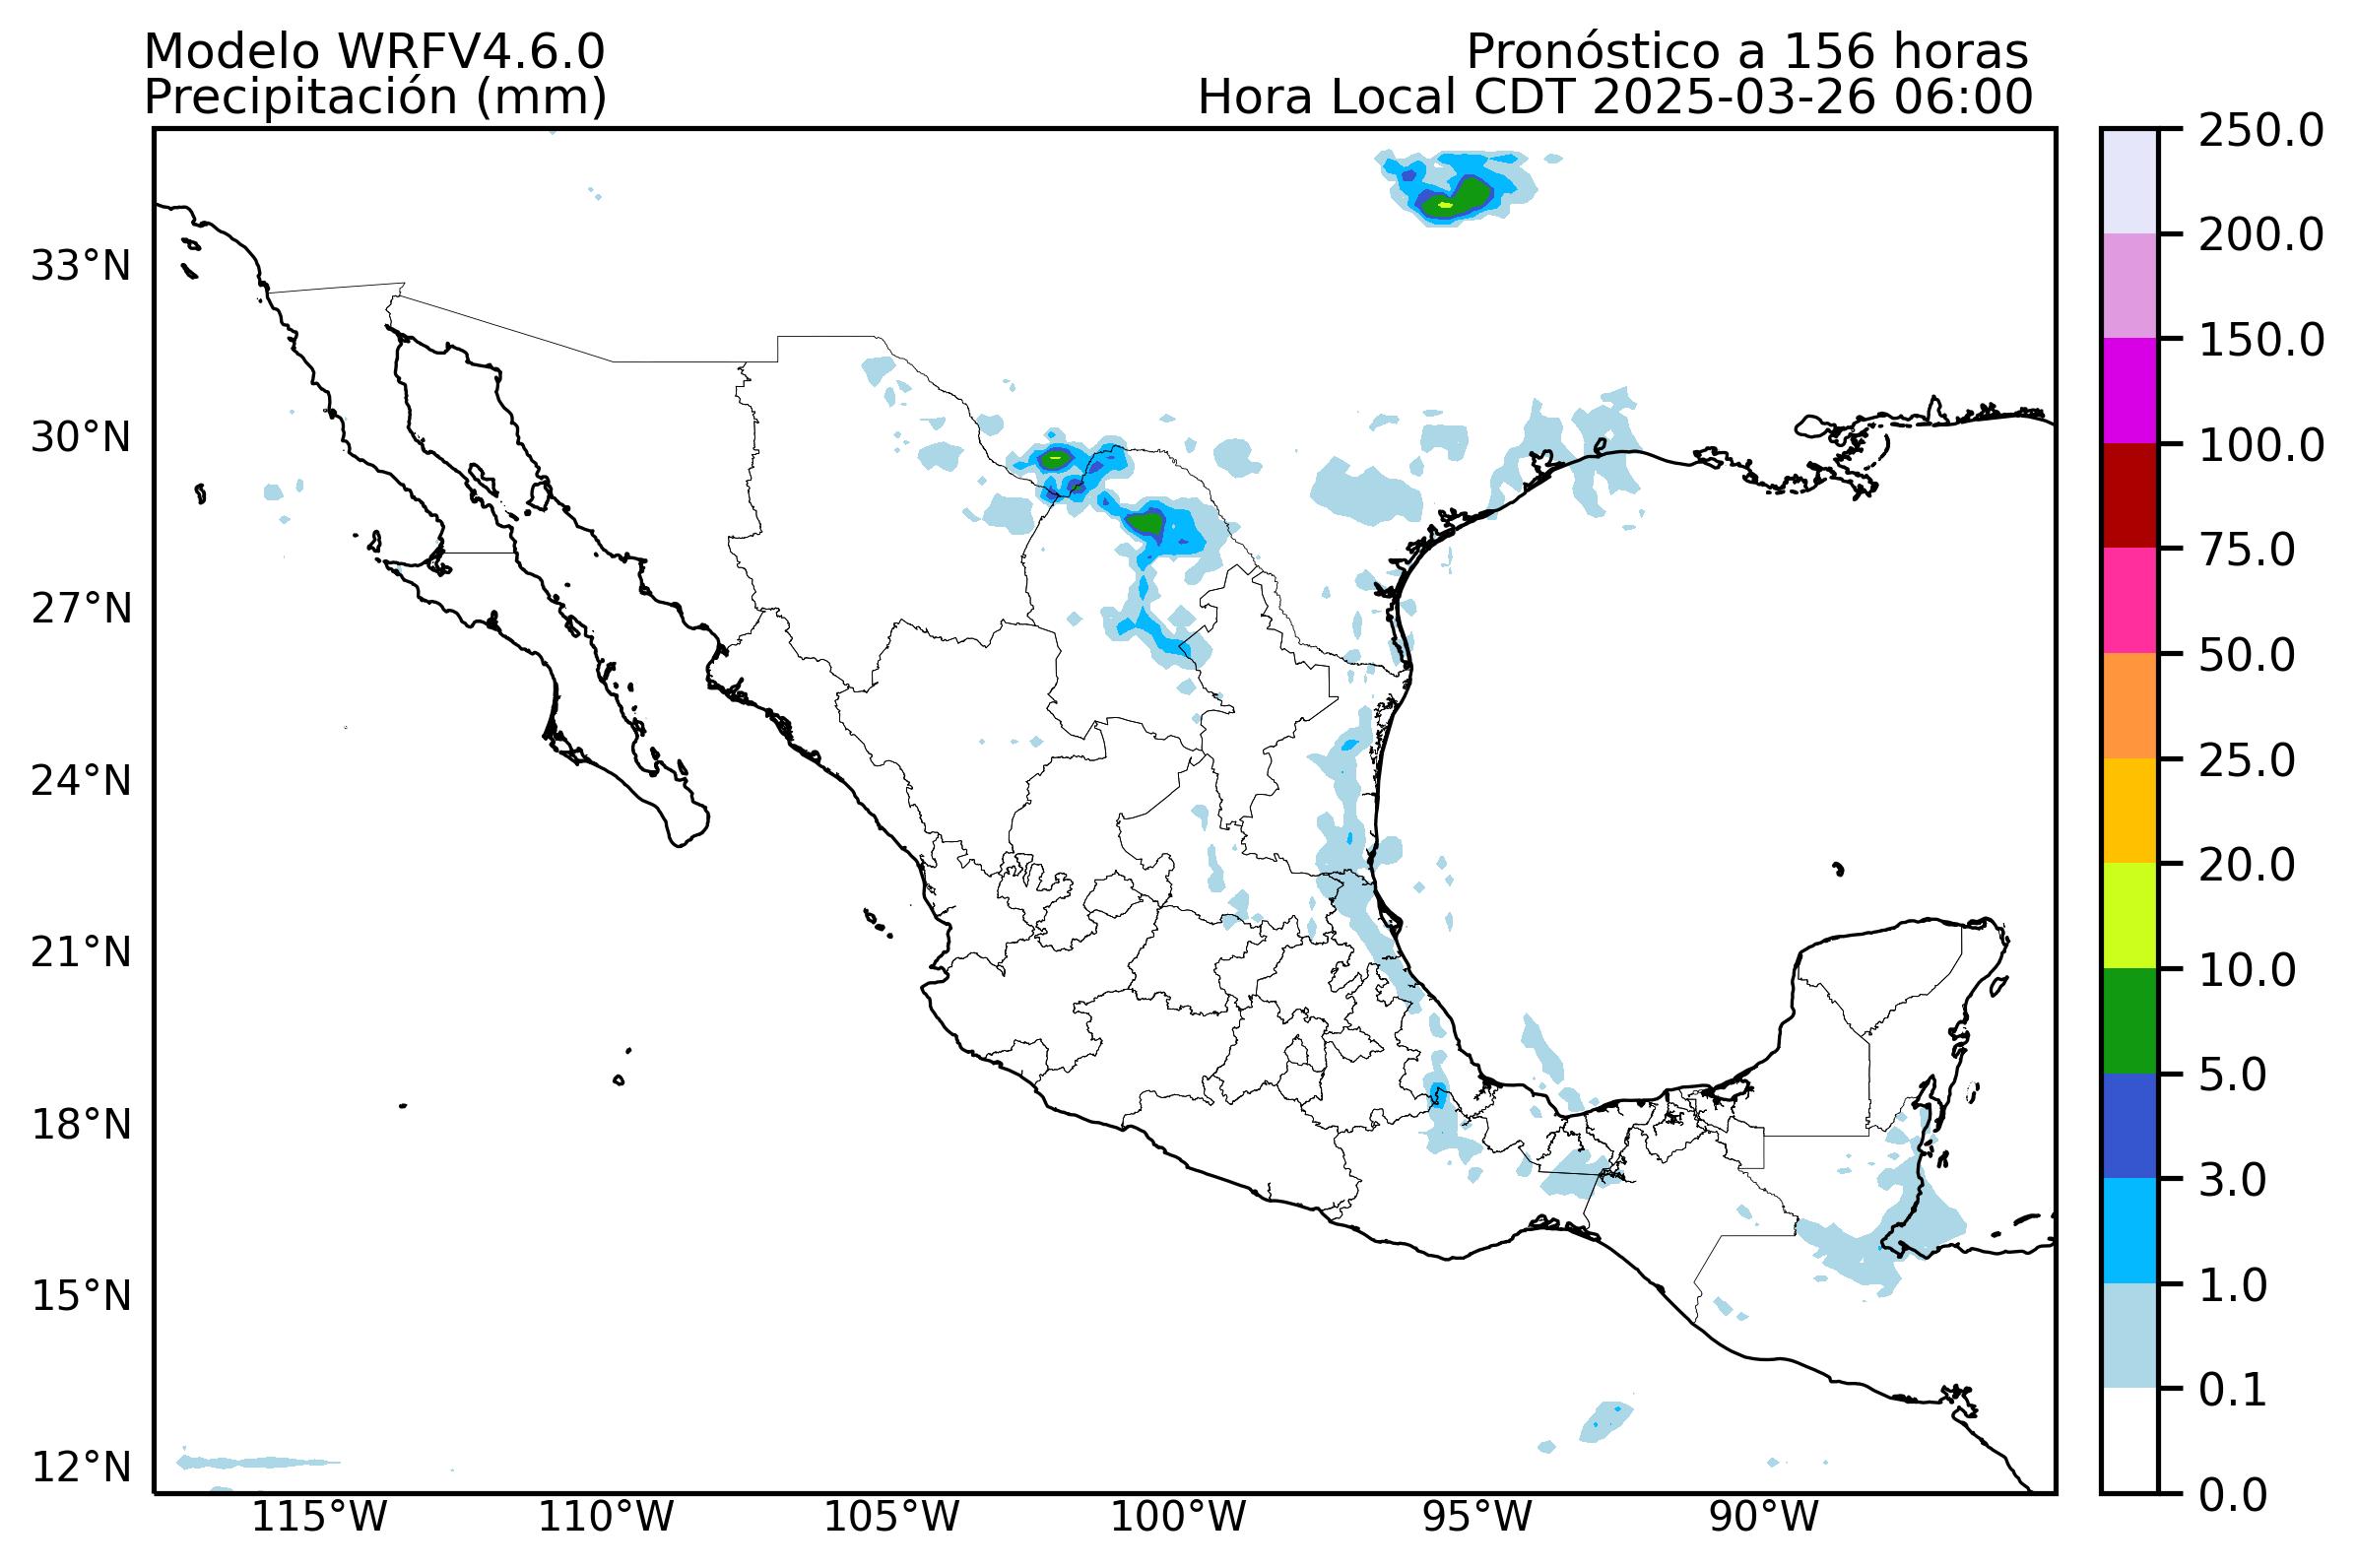 Modelo WRFV4.6.0
Precipitación (mm)
Pronóstico a 156 horas
Hora Local CDT 2025-03-26 06:00
33°N
30°N
27°N
24°N
21°N
18°N
15°N
12°N
115°W
110°W
105°W
100°W
95°W
90°W
250.0
200.0
150.0
100.0
75.0
50.0
25.0
20.0
10.0
5.0
3.0
1.0
0.1
0.0